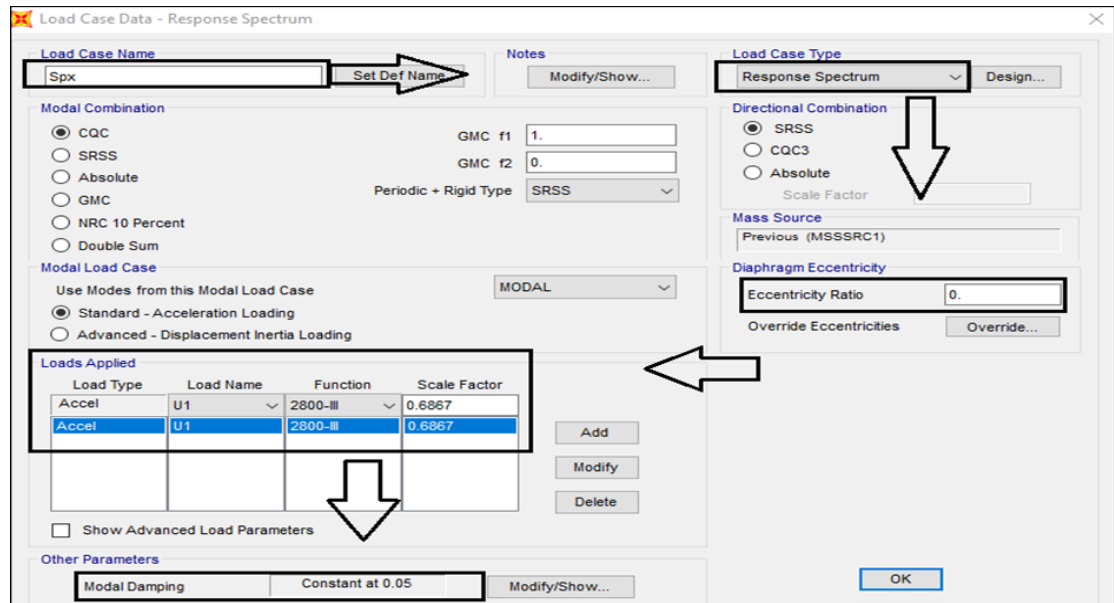 Load Case Data - Response Spectrum
Load Case Name
Spx
Set Def Name
Notes
Modify/Show...
Load Case Type
Response Spectrum
Design...
Modal Combination
CQC
SRSS
Absolute
GMC
NRC 10 Percent
Double Sum
GMC f1 1.
GMC f2 0.
Periodic + Rigid Type SRSS
Directional Combination
SRSS
CQC3
Absolute
Scale Factor
Mass Source
Previous (MSSSRC1)
Modal Load Case
Use Modes from this Modal Load Case MODAL
Standard - Acceleration Loading
Advanced - Displacement Inertia Loading
Diaphragm Eccentricity
Eccentricity Ratio 0.
Override Eccentricities Override...
Loads Applied
Load Type Load Name Function Scale Factor
Accel U1 2800-III 0.6867
Accel U1 2800-III 0.6867
Add
Modify
Delete
Show Advanced Load Parameters
Other Parameters
Modal Damping Constant at 0.05 Modify/Show...
OK